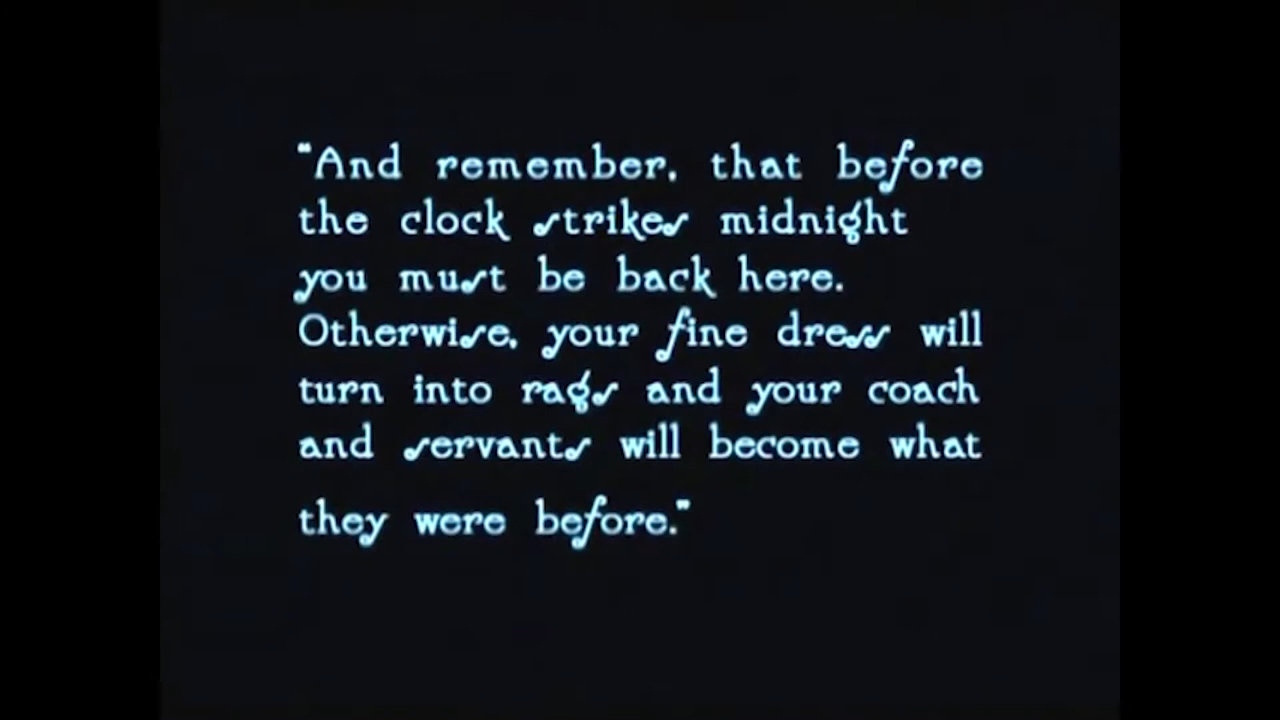 "And remember, that before
the clock strikes midnight
you must be back here.
Otherwise, your fine dress will
turn into rags and your coach
and servants will become what
they were before."